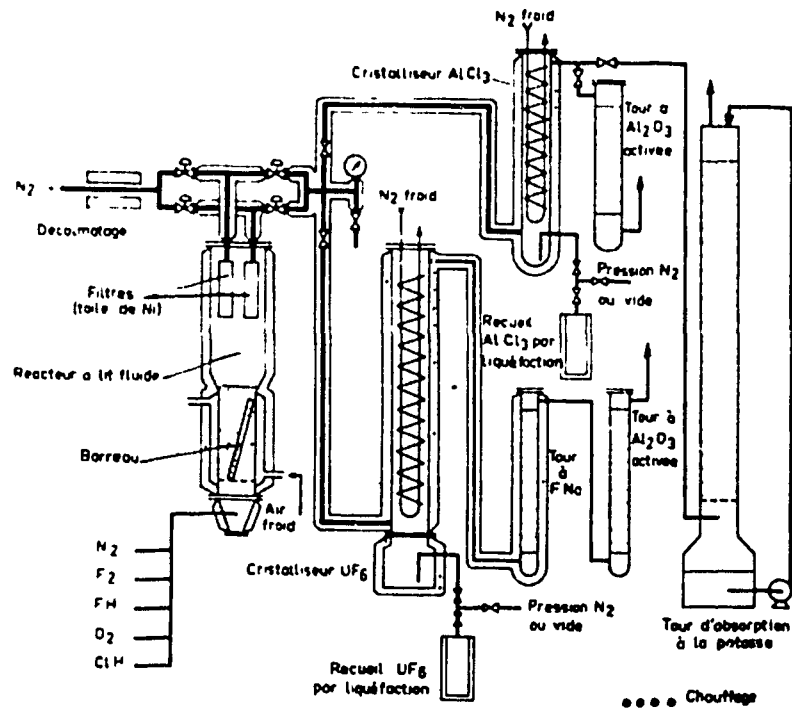 N2 froid
Cristalliseur AlCl3
Tour a
Al2O3
activée
N2
Décolmatage
N2 froid
Filtres
(toile de Ni)
Pression N2
ou vide
Recueil
AlCl3 par
liquéfaction
Reacteur a lit fluide
Barreau
Air
froid
Tour
à
FNa
Tour à
Al2O3
activée
N2
F2
FH
O2
ClH
Cristalliseur UF6
Pression N2
ou vide
Tour d'absorption
à la potasse
Recueil UF6
par liquéfaction
Chauffage